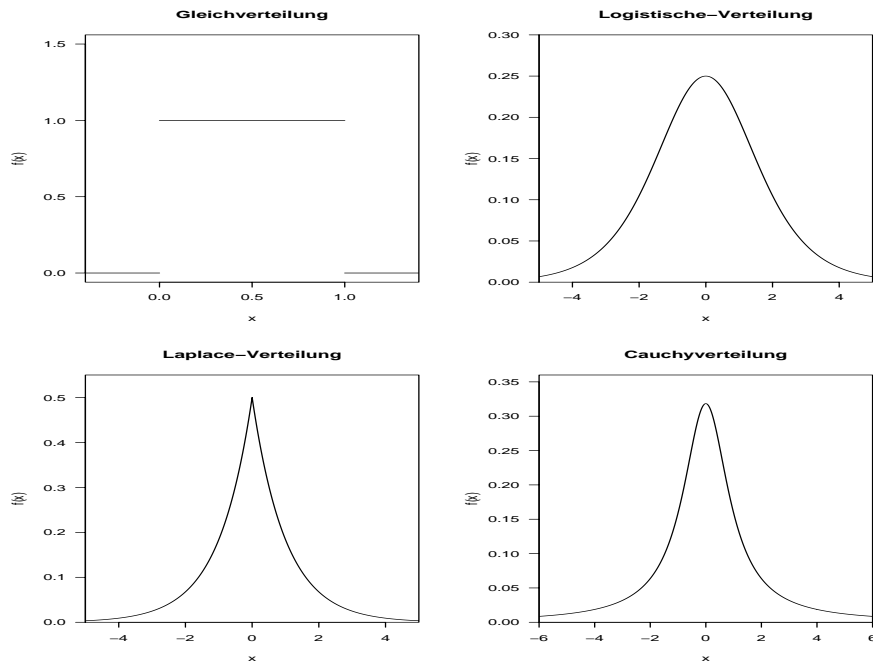 Gleichverteilung
f(x)
1.5
1.0
0.5
0.0
0.0 0.5 1.0
x
Logistische−Verteilung
f(x)
0.30
0.25
0.20
0.15
0.10
0.05
0.00
−4 −2 0 2 4
x
Laplace−Verteilung
f(x)
0.5
0.4
0.3
0.2
0.1
0.0
−4 −2 0 2 4
x
Cauchyverteilung
f(x)
0.35
0.30
0.25
0.20
0.15
0.10
0.05
0.00
−6 −4 −2 0 2 4 6
x